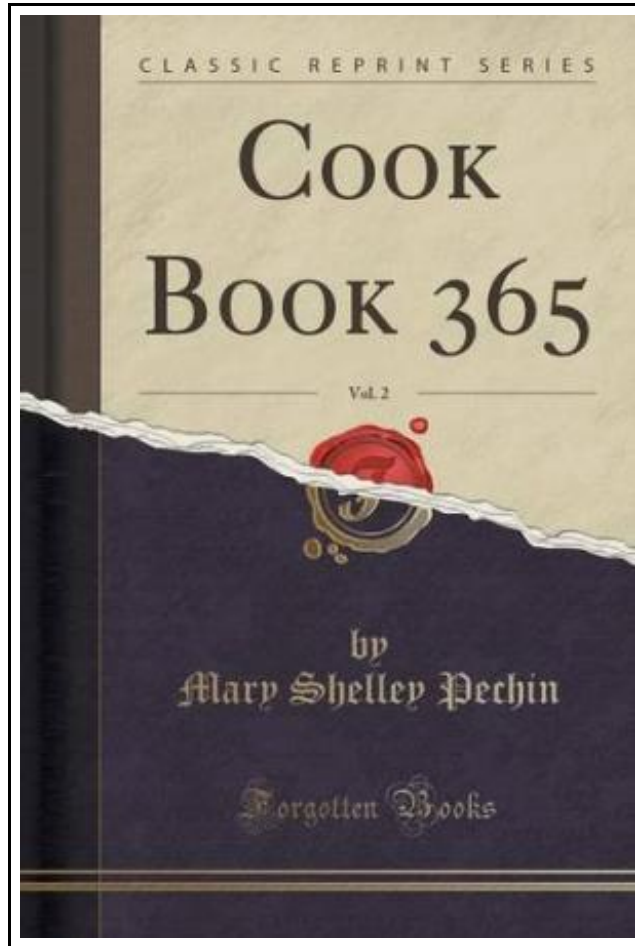 CLASSIC REPRINT SERIES
COOK
BOOK 365
Vol. 2
F
by
Mary Shelley Pechin
Forgotten Books